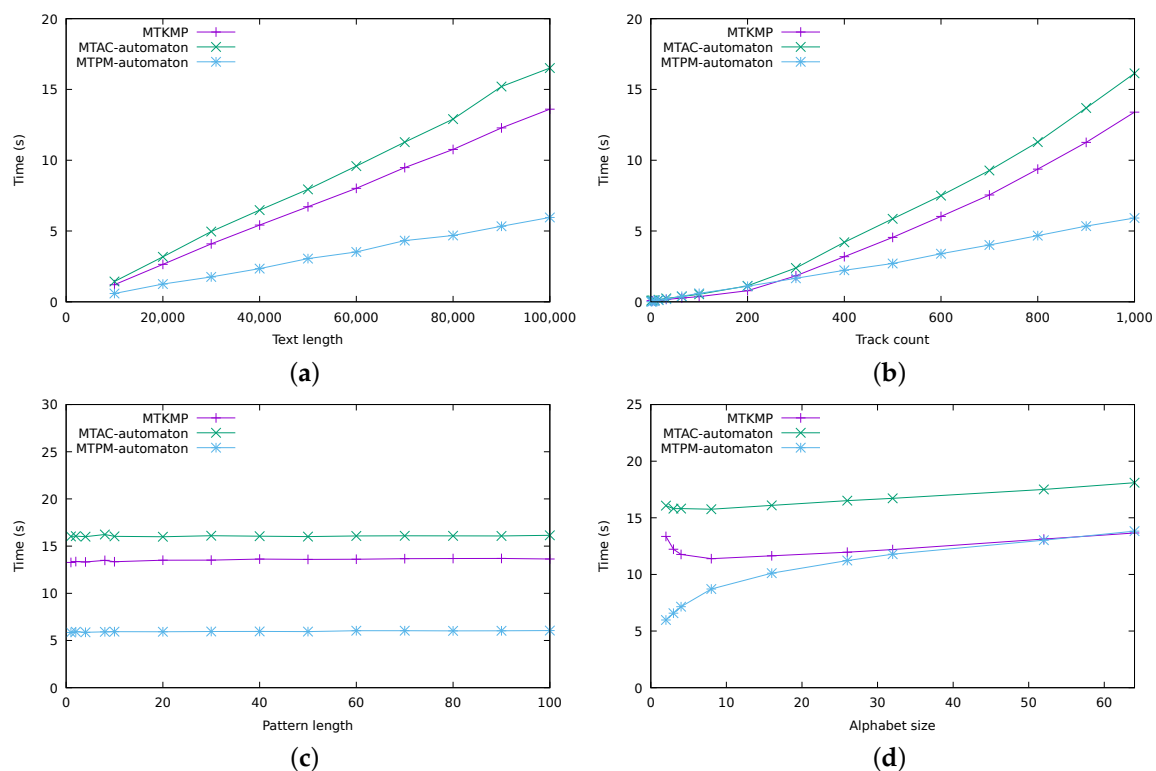 MTKMP
MTAC-automaton
MTPM-automaton
Time (s)
20
15
10
5
0
0 20,000 40,000 60,000 80,000 100,000
Text length
(a)
MTKMP
MTAC-automaton
MTPM-automaton
Time (s)
20
15
10
5
0
0 200 400 600 800 1,000
Track count
(b)
MTKMP
MTAC-automaton
MTPM-automaton
Time (s)
30
25
20
15
10
5
0
0 20 40 60 80 100
Pattern length
(c)
MTKMP
MTAC-automaton
MTPM-automaton
Time (s)
25
20
15
10
5
0
0 10 20 30 40 50 60
Alphabet size
(d)